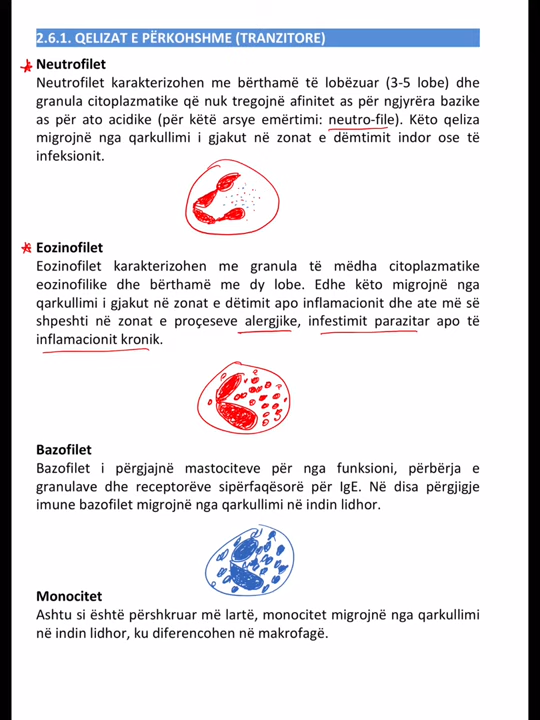 2.6.1. QELIZAT E PËRKOHSHME (TRANZITORE)
Neutrofilet
Neutrofilet karakterizohen me bërthamë të lobëzuar (3-5 lobe) dhe
granula citoplazmatike që nuk tregojnë afinitet as për ngjyrëra bazike
as për ato acidike (për këtë arsye emërtimi: neutro-file). Këto qeliza
migrojnë nga qarkullimi i gjakut në zonat e dëmtimit indor ose të
infeksionit.
Eozinofilet
Eozinofilet karakterizohen me granula të mëdha citoplazmatike
eozinofilike dhe bërthamë me dy lobe. Edhe këto migrojnë nga
qarkullimi i gjakut në zonat e dëtimit apo inflamacionit dhe ate më së
shpeshti në zonat e proçeseve alergjike, infestimit parazitar apo të
inflamacionit kronik.
Bazofilet
Bazofilet i përgjajnë mastociteve për nga funksioni, përbërja e
granulave dhe receptorëve sipërfaqësorë për IgE. Në disa përgjigje
imune bazofilet migrojnë nga qarkullimi në indin lidhor.
Monocitet
Ashtu si është përshkruar më lartë, monocitet migrojnë nga qarkullimi
në indin lidhor, ku diferencohen në makrofagë.